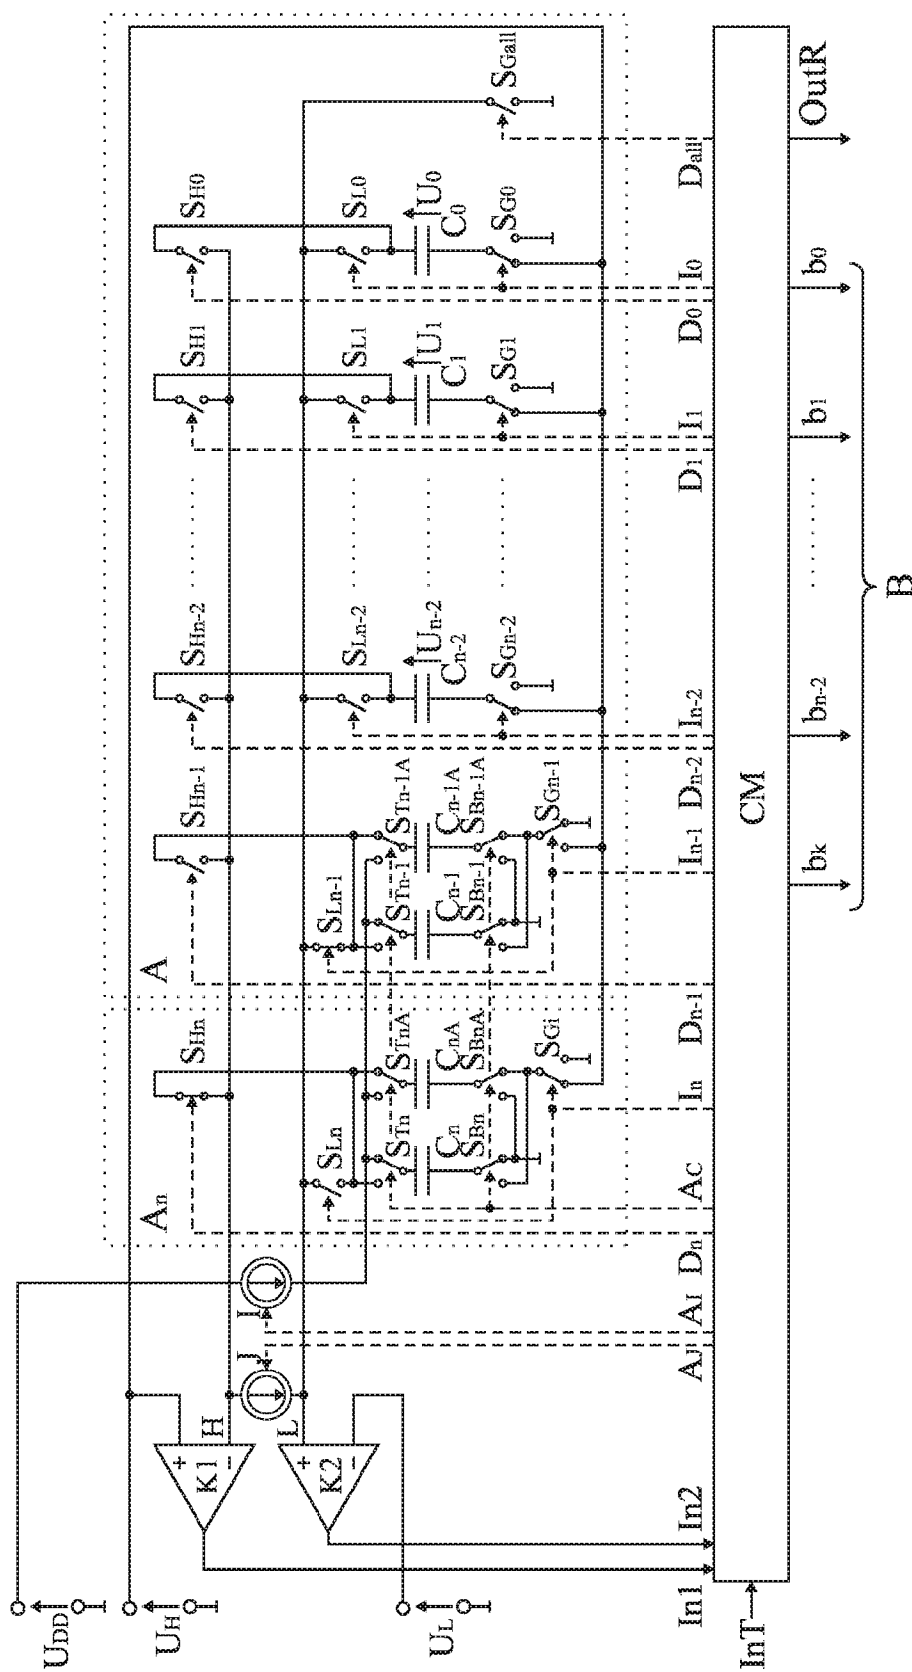 UDD
An A
UH SHn SHn-1 SHn-2 SH1 SH0
K1 + − H
J I
L
K2 + −
SLn SLn-1 SLn-2 SL1 SL0
STn STnA STn-1 STn-1A
UL
Cn CnA Cn-1 Cn-1A Cn-2 Un-2 C1 U1 C0 U0
SBn SBnA SBn-1 SBn-1A
SGi SGn-1 SGn-2 SG1 SG0 SGall
In1 In2 AJ AI Dn AC In Dn-1 In-1 Dn-2 In-2 D1 I1 D0 I0 Dall
InT CM
bk bn-2 b1 b0 OutR
B